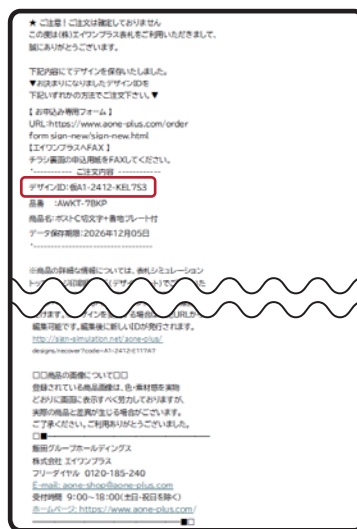 ★ ご注意！ご注文は確定しておりません
この度は(株)エイワンプラス表札をご利用いただきまして、
誠にありがとうございます。
下記内容にてデザインを保存いたしました。
▼お決まりになりましたデザインIDを
下記いずれかの方法でご注文下さい。▼
【 お申込み専用フォーム 】
URL:https://www.aone-plus.com/order
form sign-new/sign-new.html
【エイワンプラスへFAX 】
チラシ裏面の申込用紙をFAXしてください。
*----------- ご注文内容 ------------
デザインID:仮A1-2412-KEL7S3
品番 :AWKT-7BKP
商品名:ポストC切文字+番地プレート付
データ保存期限:2026年12月05日
*---------------------------------
※商品の詳細な情報については、表札シミュレーション
編集可能です。編集後に新しいIDが発行されます。
http://sign-simulation.net/aone-plus/
designs/recover?code=A1-2412-E117A7
□□商品の画像について□□
登録されている商品画像は、色・素材感を実物
どおりに画面に表示すべく努力しておりますが、
実際の商品と差異が生じる場合がございます。
ご了承ください。ご利用ありがとうございました。
□■
飯田グループホールディングス
株式会社 エイワンプラス
フリーダイヤル 0120-185-240
E-mail: aone-shop@aone-plus.com
受付時間 9:00~18:00(土日・祝日を除く)
ホームページ: https://www.aone-plus.com/
■□